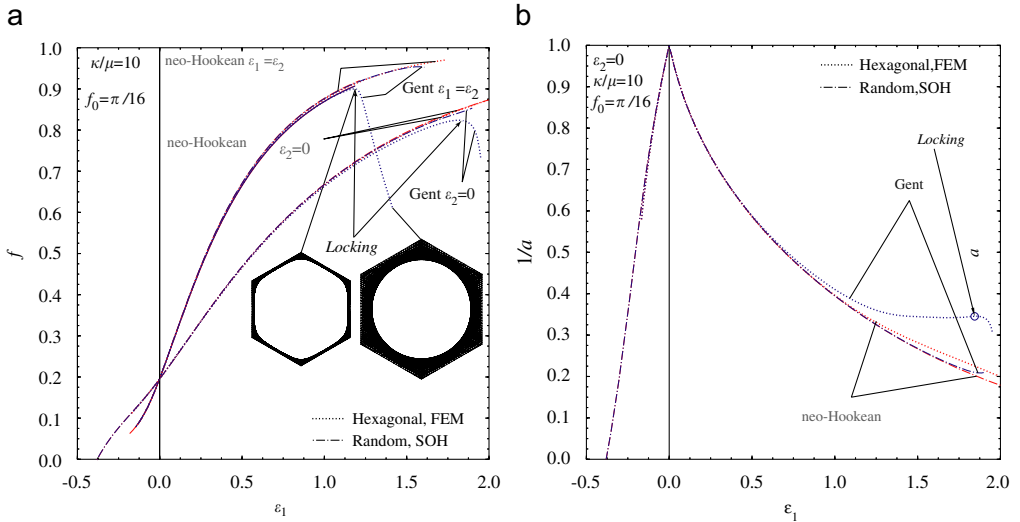 a
κ/μ=10
neo-Hookean ε1 =ε2
f0=π/16
Gent ε1=ε2
neo-Hookean
ε2=0
Gent ε2=0
Locking
Hexagonal, FEM
Random, SOH
f
1.0
0.9
0.8
0.7
0.6
0.5
0.4
0.3
0.2
0.1
0.0
-0.5
0.0
0.5
1.0
1.5
2.0
ε1
b
ε2=0
κ/μ=10
f0=π/16
Hexagonal,FEM
Random,SOH
Locking
Gent
a
neo-Hookean
1/a
1.0
0.9
0.8
0.7
0.6
0.5
0.4
0.3
0.2
0.1
0.0
-0.5
0.0
0.5
1.0
1.5
2.0
ε1